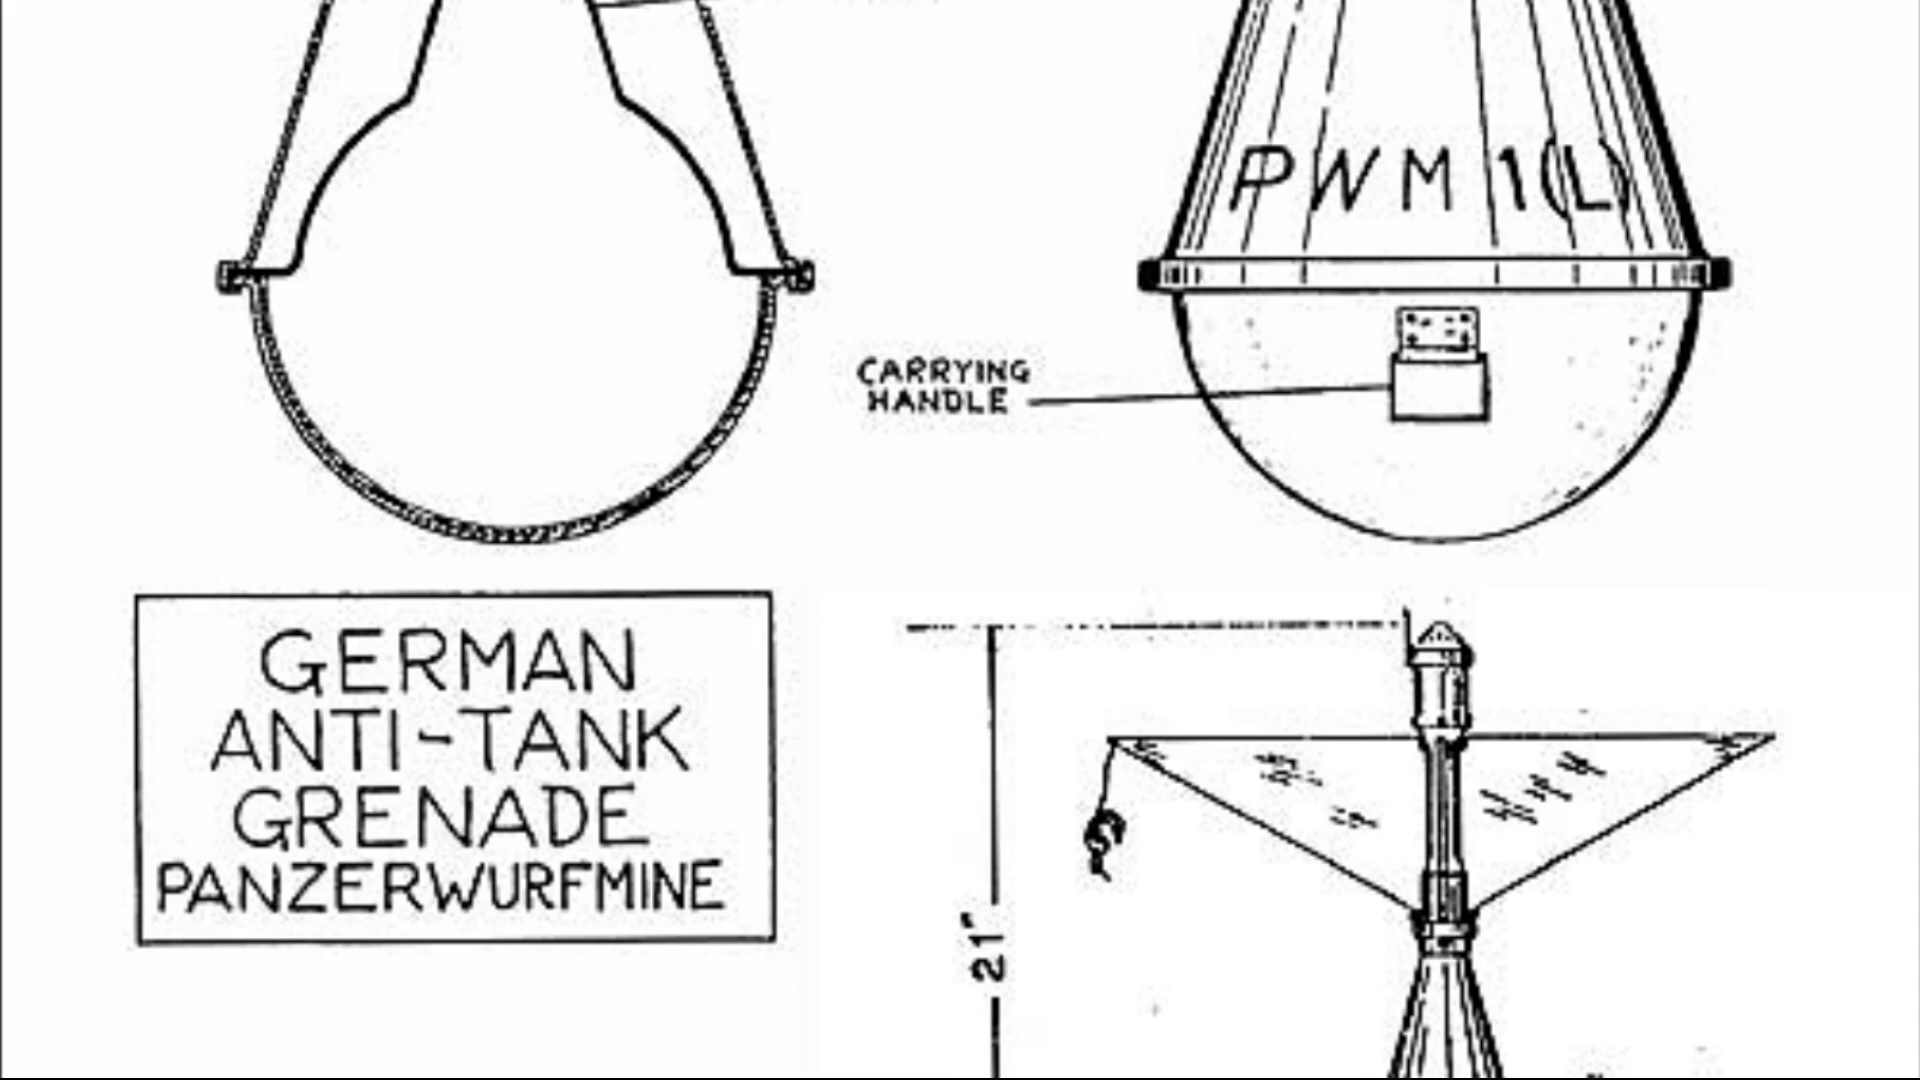 PWM 1(L)
CARRYING
HANDLE
GERMAN
ANTI-TANK
GRENADE
PANZERWURFMINE
21"